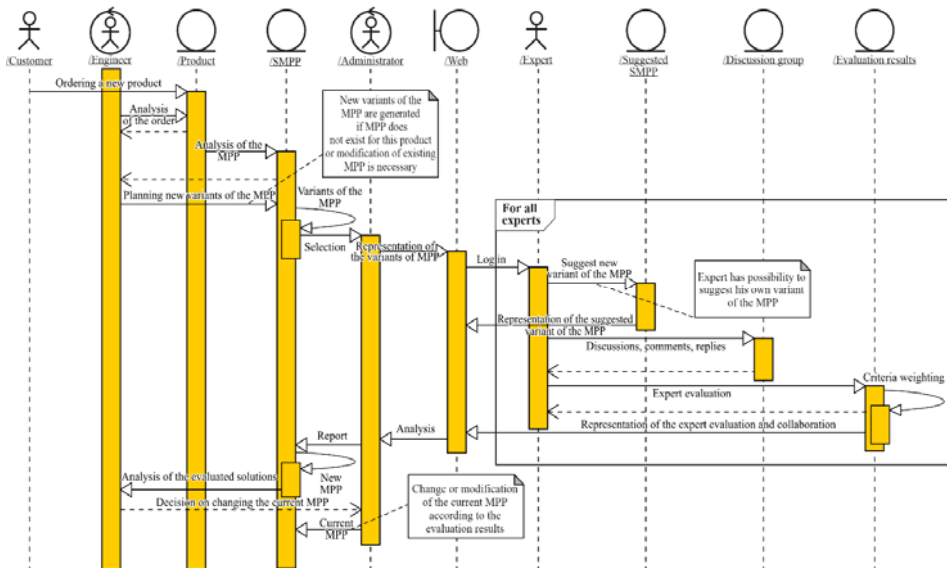 /Customer
/Engineer
/Product
/SMPP
/Administrator
/Web
/Expert
/Suggested
SMPP
/Discussion group
/Evaluation results
Ordering a new product
Analysis
of the order
Analysis of the
MPP
New variants of the
MPP are generated
if MPP does
not exist for this product
or modification of existing
MPP is necessary
Planning new variants of the MPP
Variants of the
MPP
Selection
Representation of
the variants of MPP
For all
experts
Log in
Suggest new
variant of the MPP
Expert has possibility to
suggest his own variant
of the MPP
Representation of the suggested
variant of the MPP
Discussions, comments, replies
Criteria weighting
Expert evaluation
Representation of the expert evaluation and collaboration
Analysis
Report
New
MPP
Analysis of the evaluated solutions
Decision on changing the current MPP
Change or modification
of the current MPP
according to the
evaluation results
Current
MPP